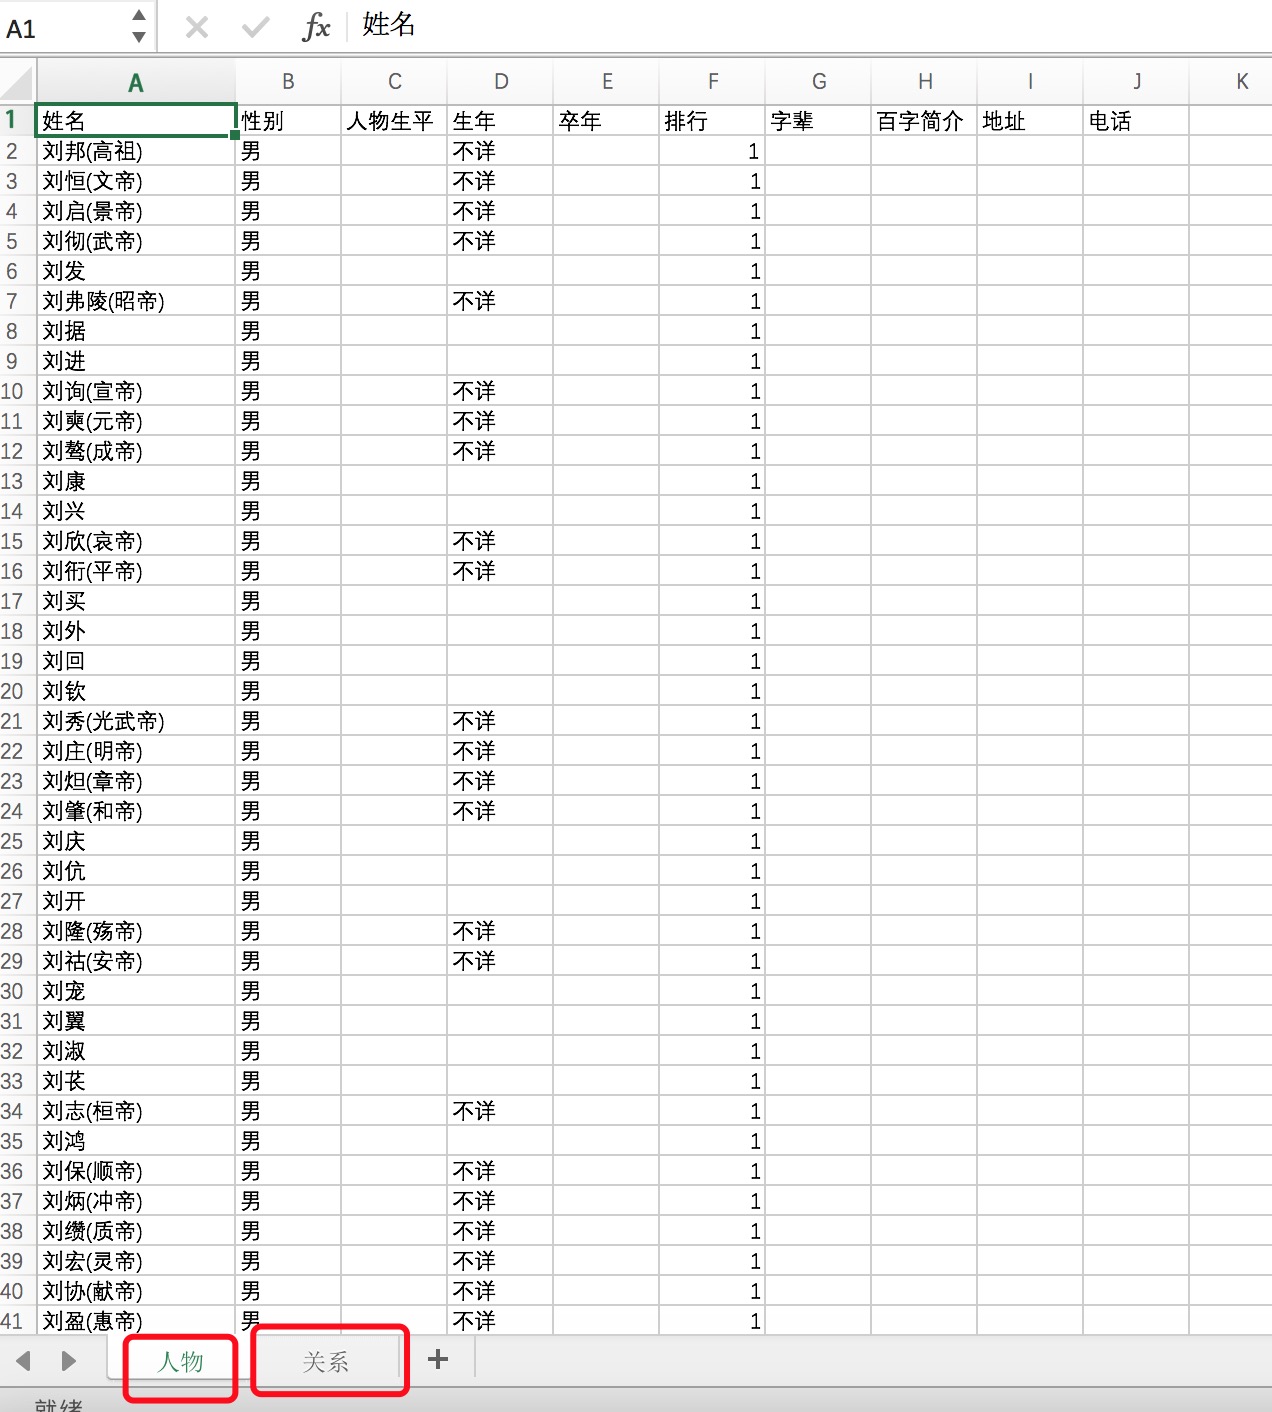 A1 fx 姓名
A B C D E F G H I J K
1 姓名 性别 人物生平 生年 卒年 排行 字辈 百字简介 地址 电话
2 刘邦(高祖) 男 不详 1
3 刘恒(文帝) 男 不详 1
4 刘启(景帝) 男 不详 1
5 刘彻(武帝) 男 不详 1
6 刘发 男 1
7 刘弗陵(昭帝) 男 不详 1
8 刘据 男 1
9 刘进 男 1
10 刘询(宣帝) 男 不详 1
11 刘奭(元帝) 男 不详 1
12 刘骜(成帝) 男 不详 1
13 刘康 男 1
14 刘兴 男 1
15 刘欣(哀帝) 男 不详 1
16 刘衎(平帝) 男 不详 1
17 刘买 男 1
18 刘外 男 1
19 刘回 男 1
20 刘钦 男 1
21 刘秀(光武帝) 男 不详 1
22 刘庄(明帝) 男 不详 1
23 刘炟(章帝) 男 不详 1
24 刘肇(和帝) 男 不详 1
25 刘庆 男 1
26 刘伉 男 1
27 刘开 男 1
28 刘隆(殇帝) 男 不详 1
29 刘祜(安帝) 男 不详 1
30 刘宠 男 1
31 刘翼 男 1
32 刘淑 男 1
33 刘苌 男 1
34 刘志(桓帝) 男 不详 1
35 刘鸿 男 1
36 刘保(顺帝) 男 不详 1
37 刘炳(冲帝) 男 不详 1
38 刘缵(质帝) 男 不详 1
39 刘宏(灵帝) 男 不详 1
40 刘协(献帝) 男 不详 1
41 刘盈(惠帝) 男 不详 1
人物 关系 +
就绪